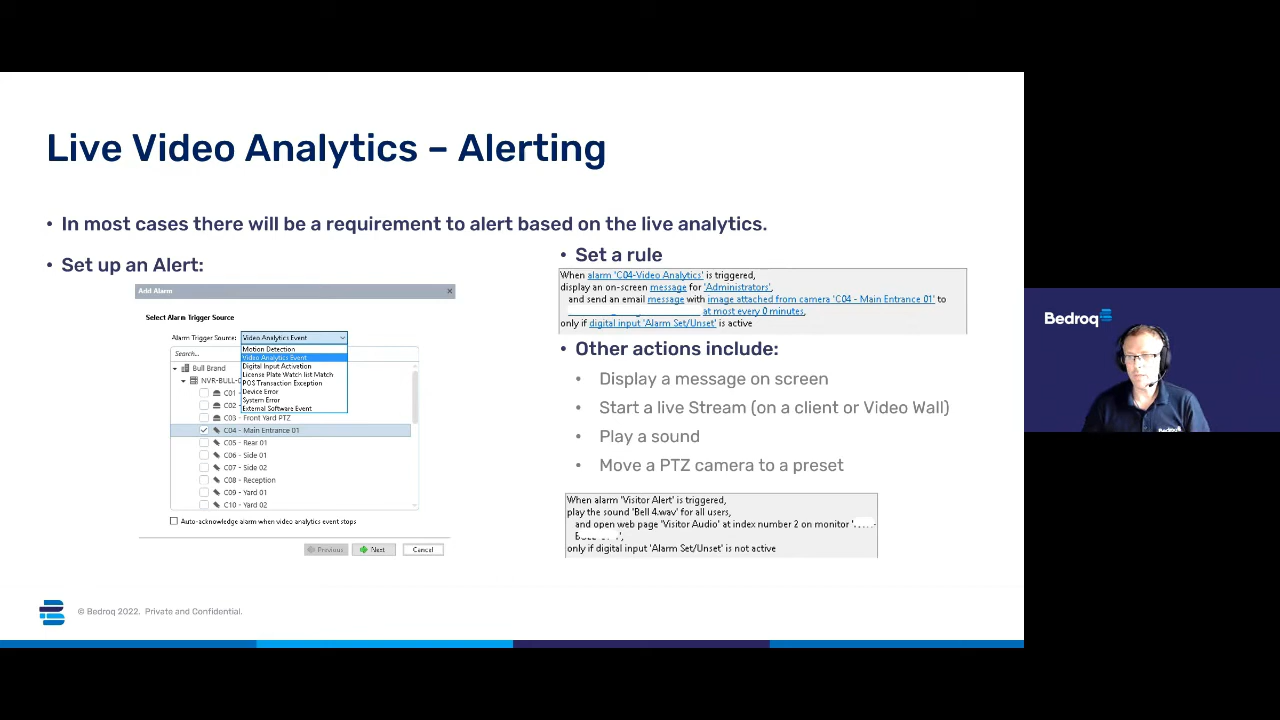 Live Video Analytics – Alerting
• In most cases there will be a requirement to alert based on the live analytics.
• Set up an Alert:
Add Alarm
Select Alarm Trigger Source
Alarm Trigger Source: Video Analytics Event
Motion Detection
Video Analytics Event
Digital Input Activation
License Plate Watch list Match
POS Transaction Exception
Device Error
System Error
External Software Event
Search...
Bull Brand
NVR-BULL-
C01
C02
C03 - Front Yard PTZ
C04 - Main Entrance 01
C05 - Rear 01
C06 - Side 01
C07 - Side 02
C08 - Reception
C09 - Yard 01
C10 - Yard 02
Auto-acknowledge alarm when video analytics event stops
Previous Next Cancel
• Set a rule
When alarm 'C04-Video Analytics' is triggered,
display an on-screen message for 'Administrators',
and send an email message with image attached from camera 'C04 - Main Entrance 01' to
at most every 0 minutes,
only if digital input 'Alarm Set/Unset' is active
• Other actions include:
• Display a message on screen
• Start a live Stream (on a client or Video Wall)
• Play a sound
• Move a PTZ camera to a preset
When alarm 'Visitor Alert' is triggered,
play the sound 'Bell 4.wav' for all users,
and open web page 'Visitor Audio' at index number 2 on monitor '
only if digital input 'Alarm Set/Unset' is not active
© Bedroq 2022. Private and Confidential.
Bedroq
Bedroq